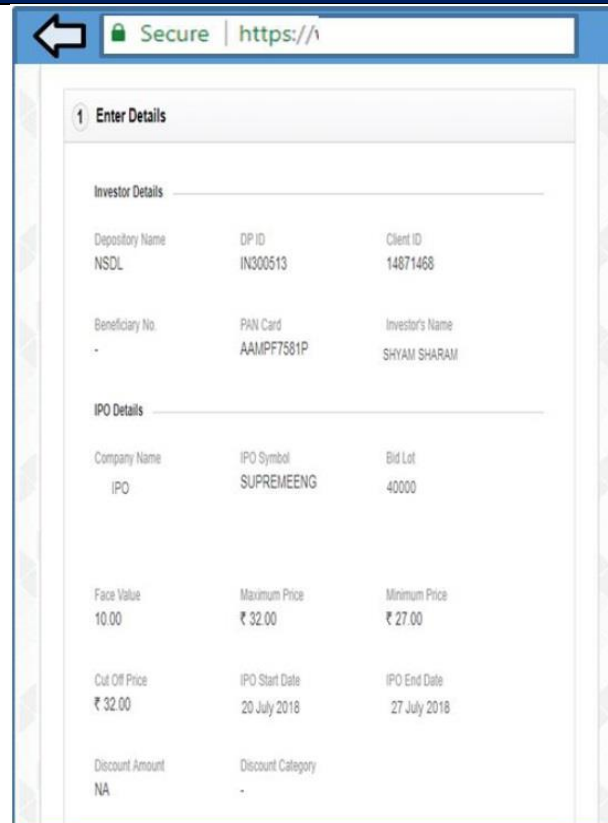 Secure | https://
1 Enter Details
Investor Details
Depository Name DP ID Client ID
NSDL IN300513 14871468
Beneficiary No. PAN Card Investor's Name
- AAMPF7581P SHYAM SHARAM
IPO Details
Company Name IPO Symbol Bid Lot
IPO SUPREMEENG 40000
Face Value Maximum Price Minimum Price
10.00 ₹ 32.00 ₹ 27.00
Cut Off Price IPO Start Date IPO End Date
₹ 32.00 20 July 2018 27 July 2018
Discount Amount Discount Category
NA -